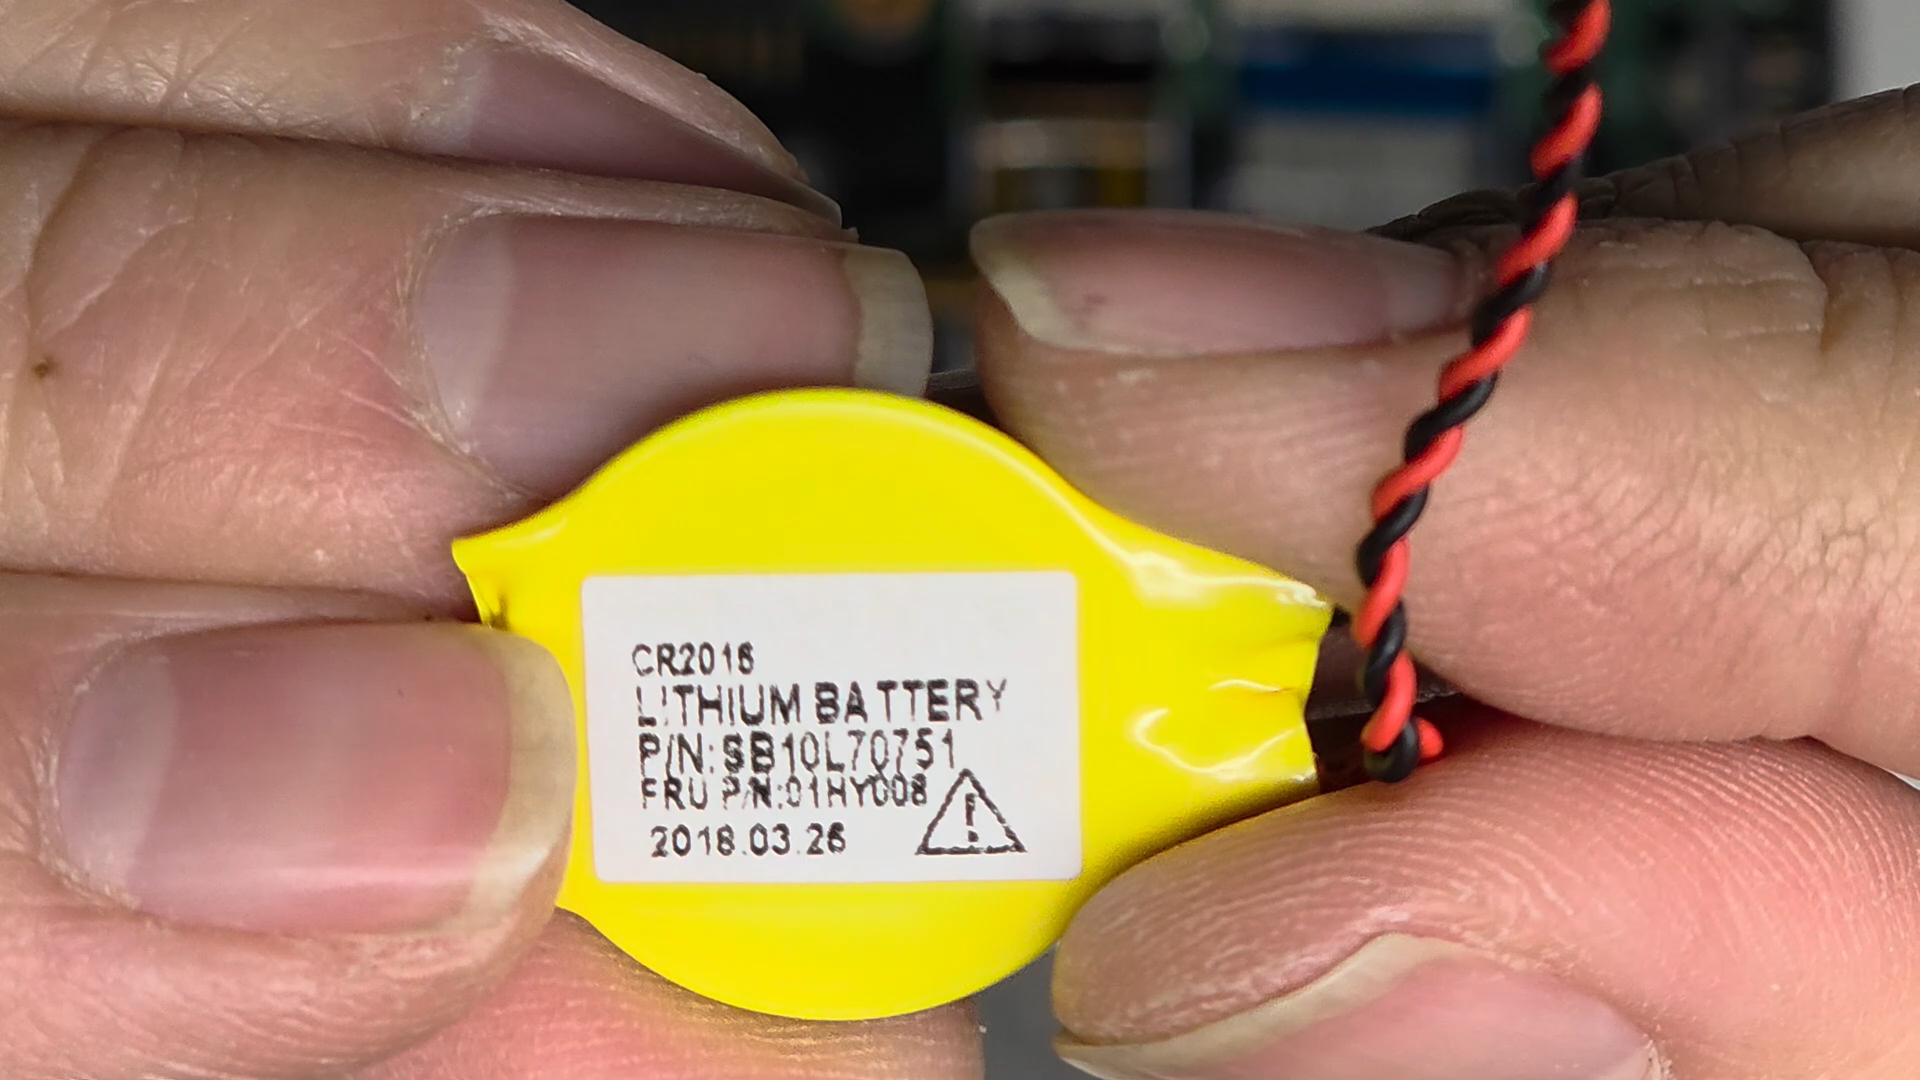 CR2016
LITHIUM BATTERY
P/N:SB10L70751
FRU P/N:01HY008
2018.03.26